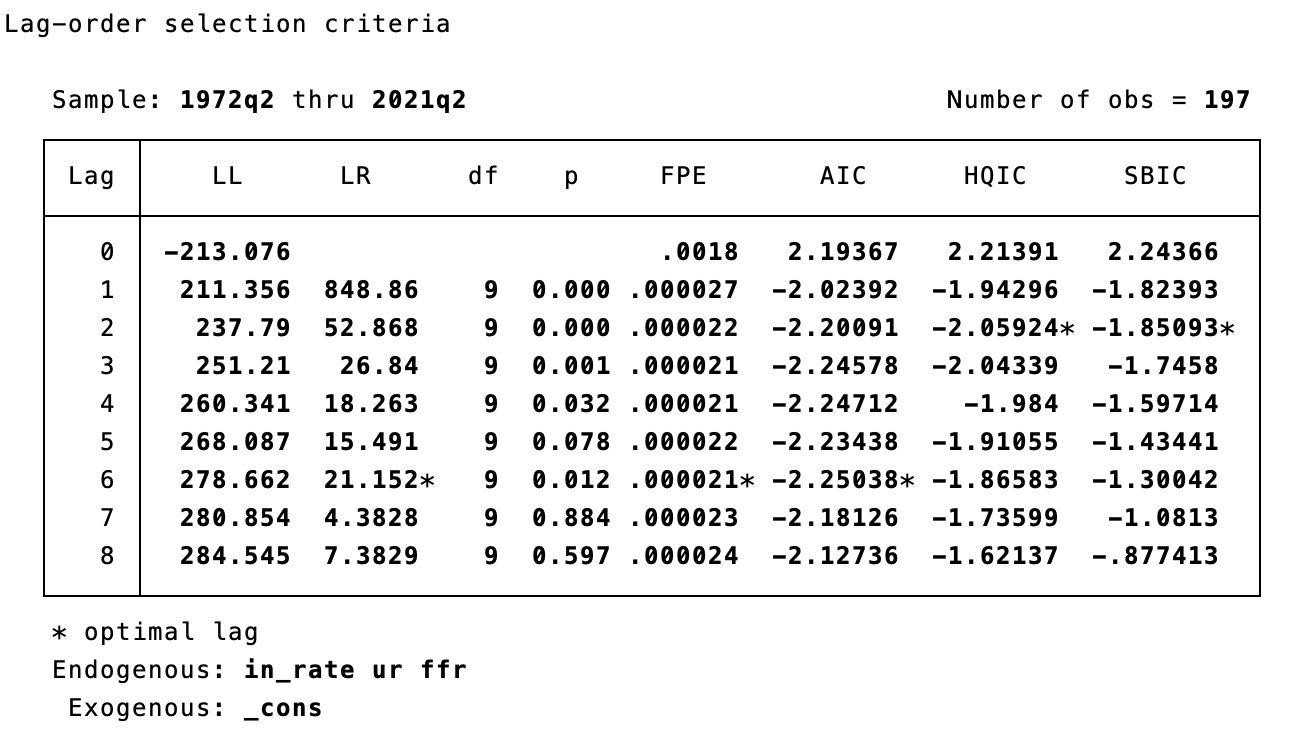 Lag-order selection criteria
Sample: 1972q2 thru 2021q2 Number of obs = 197
Lag LL LR df p FPE AIC HQIC SBIC
0 -213.076 .0018 2.19367 2.21391 2.24366
1 211.356 848.86 9 0.000 .000027 -2.02392 -1.94296 -1.82393
2 237.79 52.868 9 0.000 .000022 -2.20091 -2.05924* -1.85093*
3 251.21 26.84 9 0.001 .000021 -2.24578 -2.04339 -1.7458
4 260.341 18.263 9 0.032 .000021 -2.24712 -1.984 -1.59714
5 268.087 15.491 9 0.078 .000022 -2.23438 -1.91055 -1.43441
6 278.662 21.152* 9 0.012 .000021* -2.25038* -1.86583 -1.30042
7 280.854 4.3828 9 0.884 .000023 -2.18126 -1.73599 -1.0813
8 284.545 7.3829 9 0.597 .000024 -2.12736 -1.62137 -.877413
* optimal lag
Endogenous: in_rate ur ffr
Exogenous: _cons